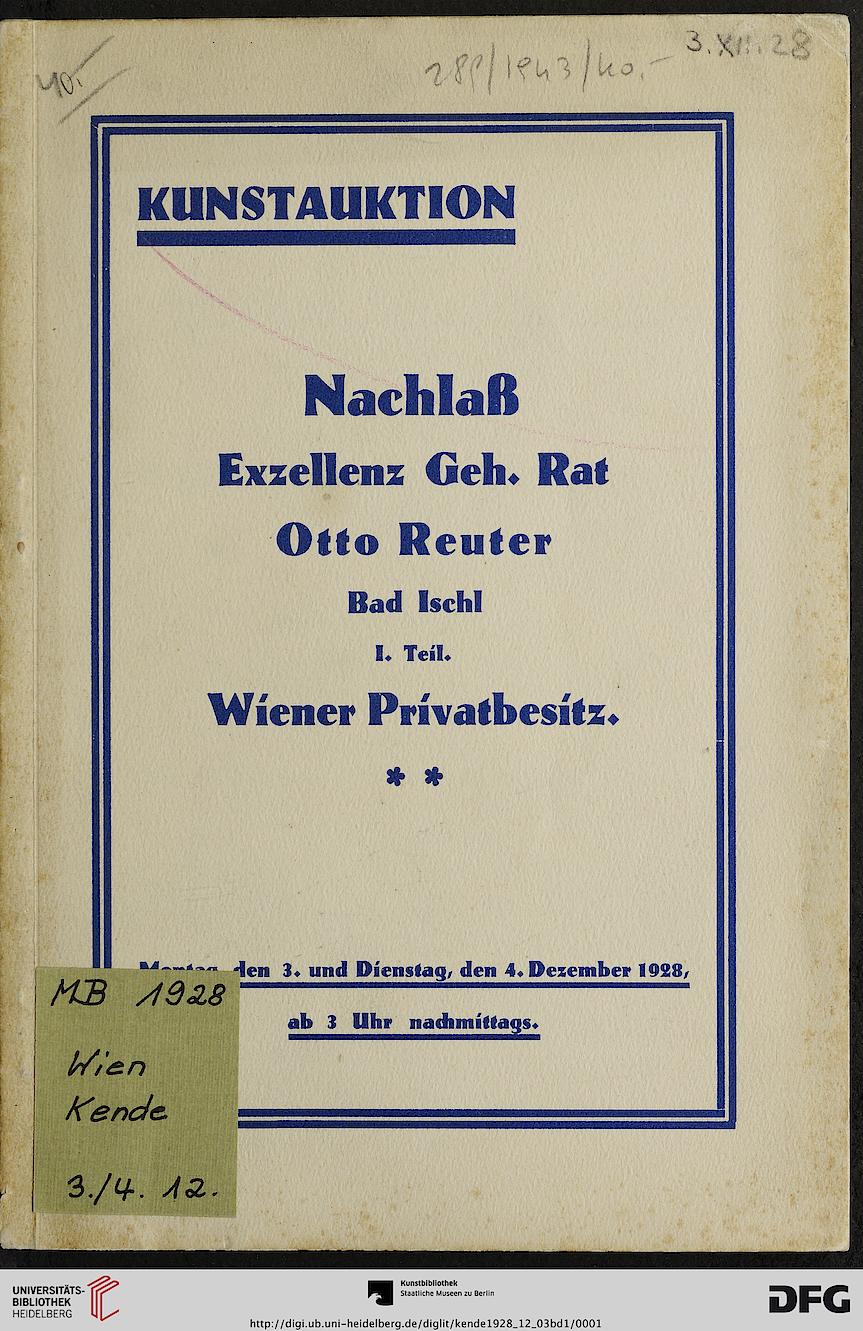 40.-
3.XII.28
289/1943/40,-
KUNSTAUKTION
Nachlaß
Exzellenz Geh. Rat
Otto Reuter
Bad Ischl
I. Teil.
Wiener Privatbesitz.
* *
Montag, den 3. und Dienstag, den 4. Dezember 1928,
ab 3 Uhr nachmittags.
MB 1928
Wien
Kende
3./4. 12.
UNIVERSITÄTS-
BIBLIOTHEK
HEIDELBERG
Kunstbibliothek
Staatliche Museen zu Berlin
DFG
http://digi.ub.uni-heidelberg.de/diglit/kende1928_12_03bd1/0001